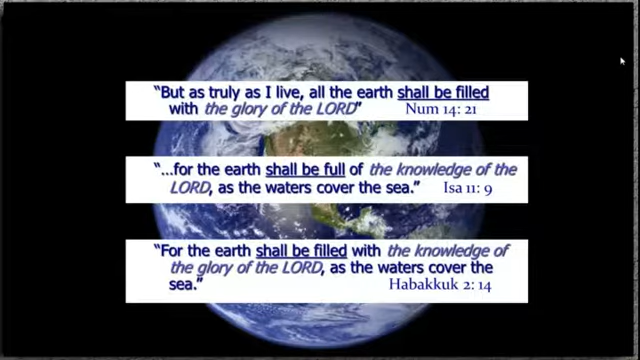 “But as truly as I live, all the earth shall be filled
with the glory of the LORD” Num 14: 21
“...for the earth shall be full of the knowledge of the
LORD, as the waters cover the sea.” Isa 11: 9
“For the earth shall be filled with the knowledge of
the glory of the LORD, as the waters cover the
sea.” Habakkuk 2: 14